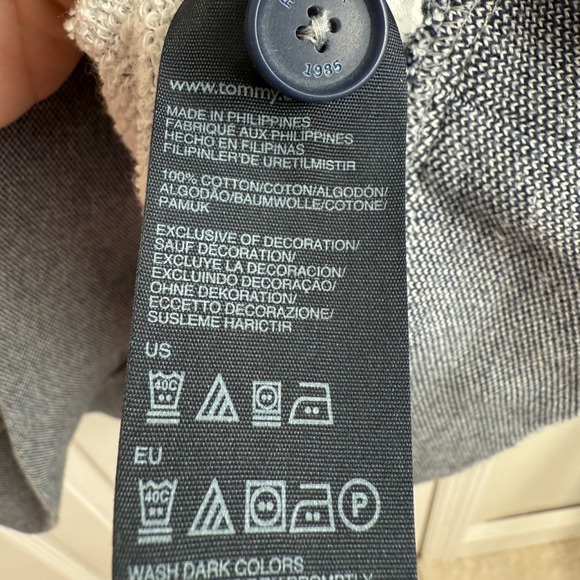 1985
www.tommy.
MADE IN PHILIPPINES
FABRIQUÉ AUX PHILIPPINES
HECHO EN FILIPINAS
FILIPINLER'DE URETILMISTIR
100% COTTON/COTON/ALGODÓN/
ALGODÃO/BAUMWOLLE/COTONE/
PAMUK
EXCLUSIVE OF DECORATION/
SAUF DECORATION/
EXCLUYE LA DECORACIÓN/
EXCLUINDO DECORAÇÃO/
OHNE DEKORATION/
ECCETTO DECORAZIONE/
SUSLEME HARICTIR
US
40C
EU
40C P
WASH DARK COLORS
PROMPTLY